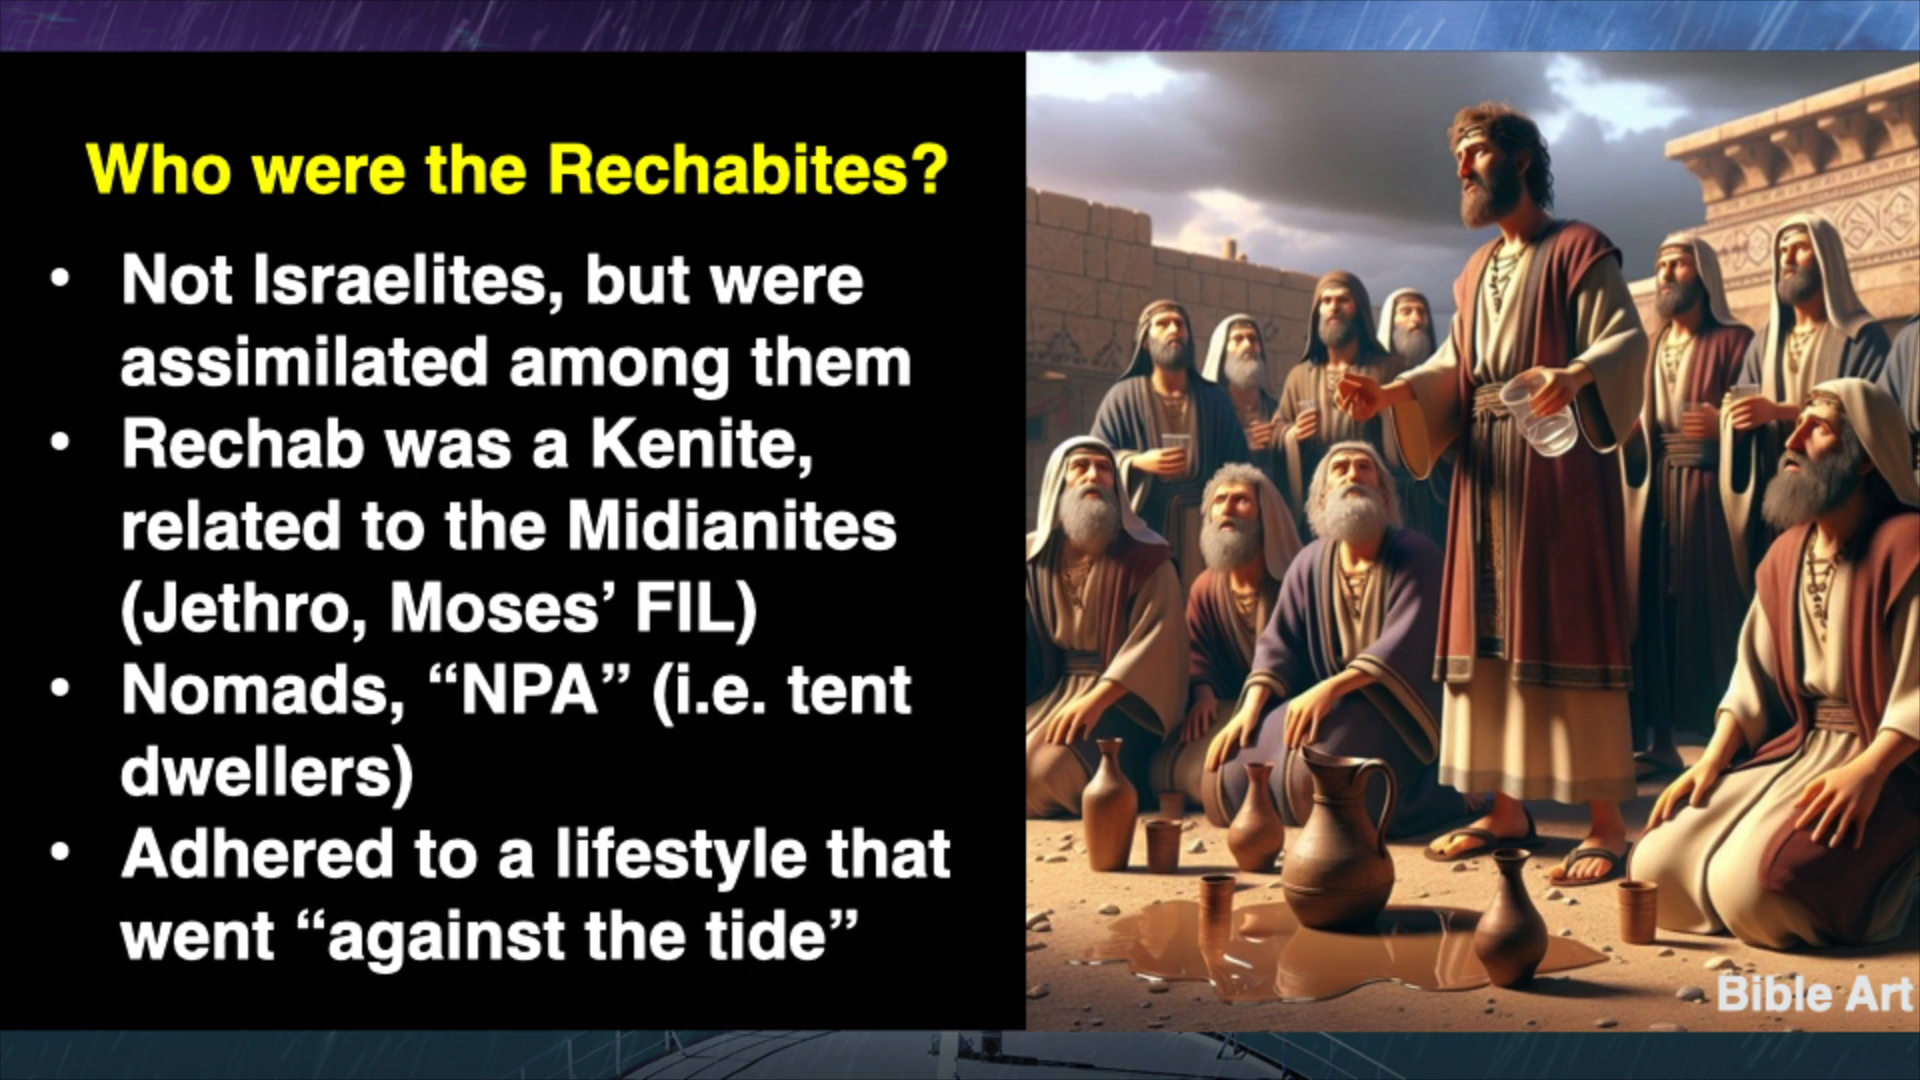 Who were the Rechabites?
• Not Israelites, but were
assimilated among them
• Rechab was a Kenite,
related to the Midianites
(Jethro, Moses’ FIL)
• Nomads, “NPA” (i.e. tent
dwellers)
• Adhered to a lifestyle that
went “against the tide”
Bible Art